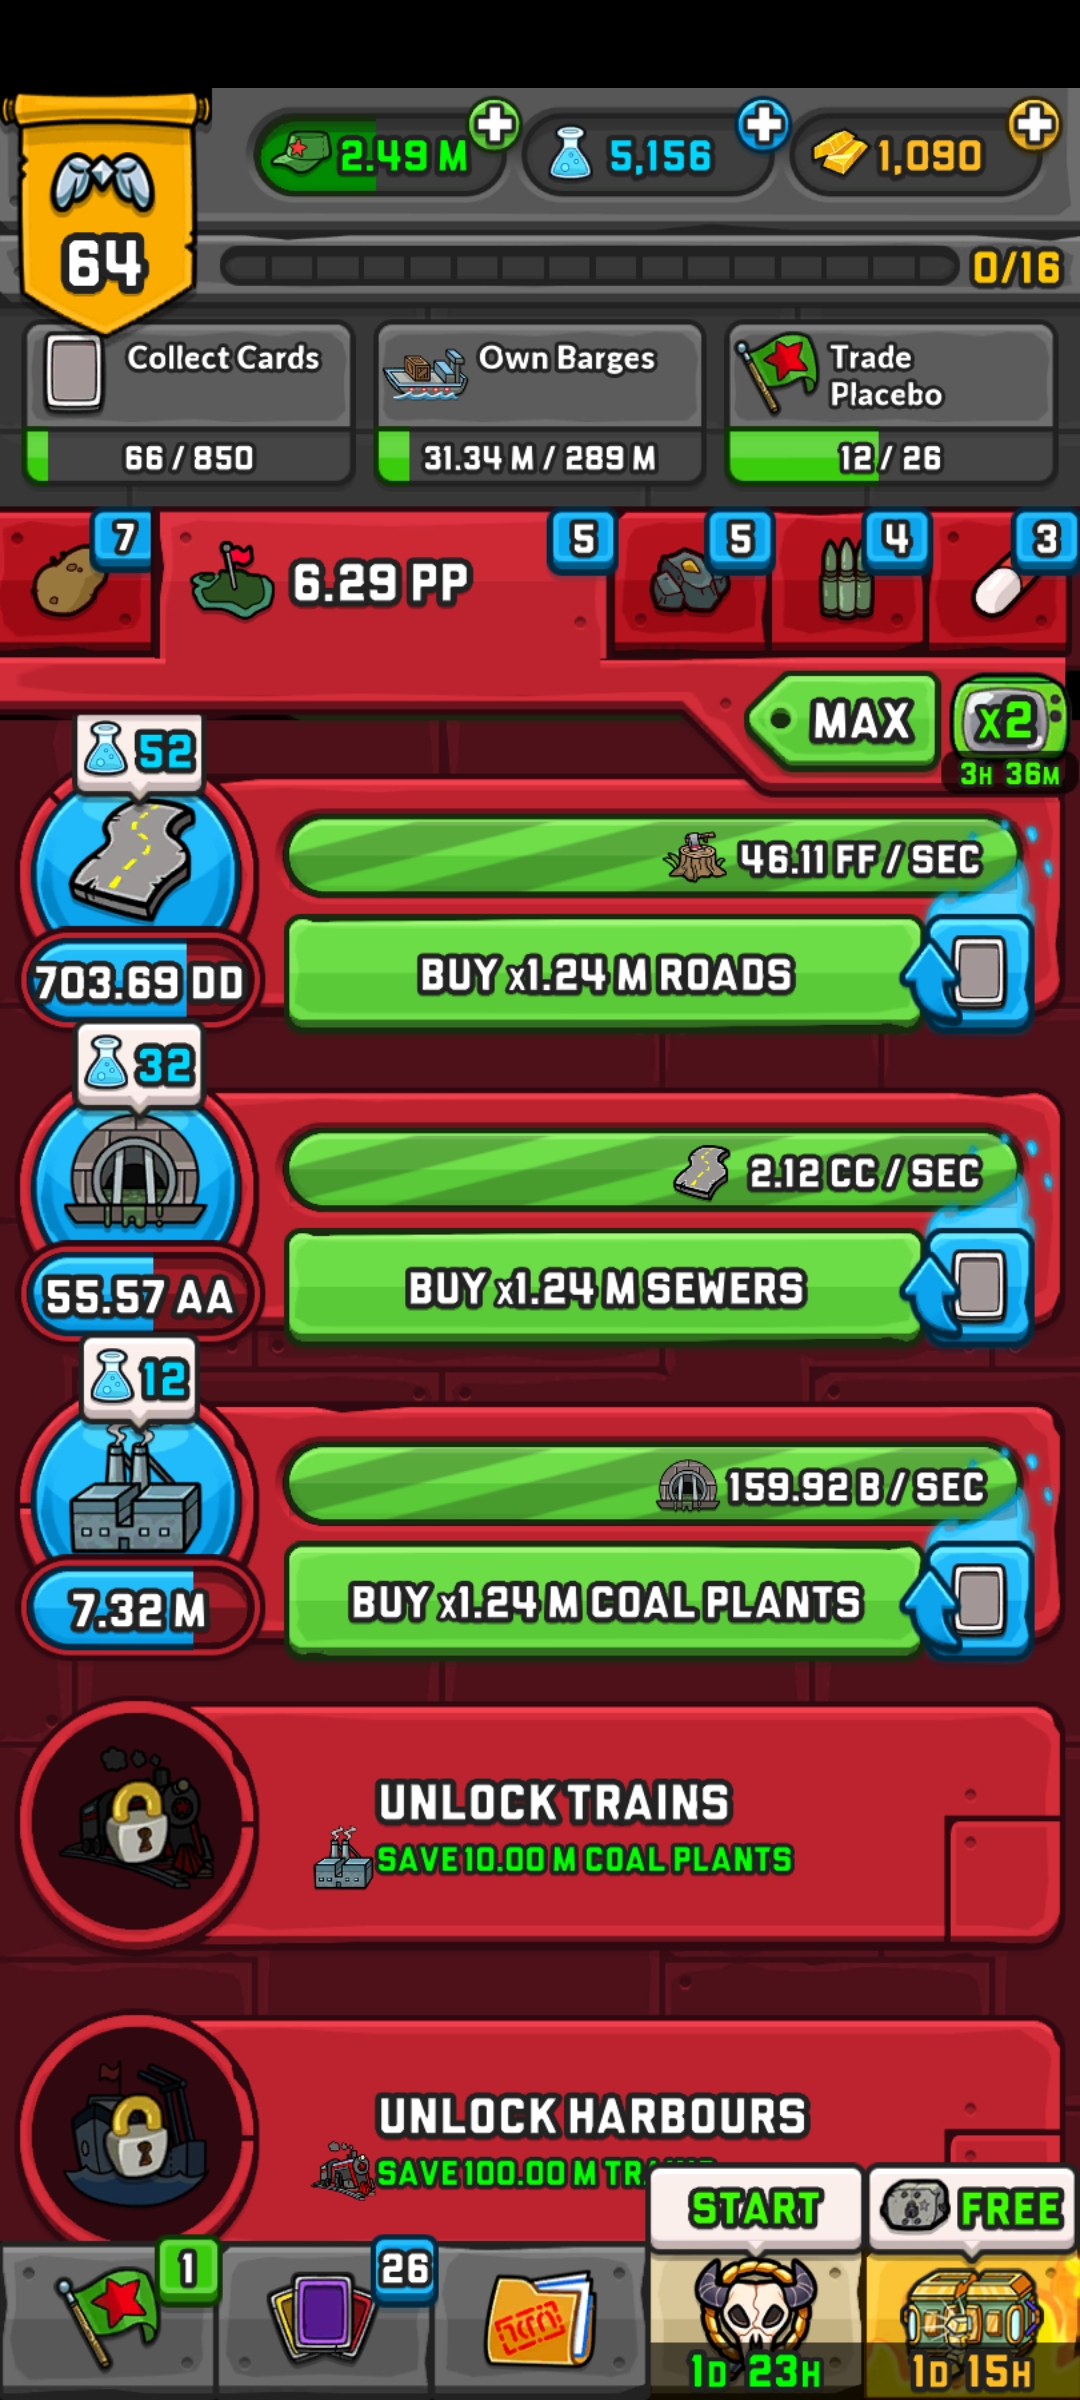 2.49 M
5,156
1,090
64
0/16
Collect Cards
66 / 850
Own Barges
31.34 M / 289 M
Trade
Placebo
12 / 26
7
6.29 PP
5
5
4
3
MAX
x2
3H 36M
52
46.11 FF / SEC
703.69 DD
BUY x1.24 M ROADS
32
2.12 CC / SEC
55.57 AA
BUY x1.24 M SEWERS
12
159.92 B / SEC
7.32 M
BUY x1.24 M COAL PLANTS
UNLOCK TRAINS
SAVE 10.00 M COAL PLANTS
UNLOCK HARBOURS
SAVE 100.00 M
START
FREE
1
26
1D 23H
1D 15H